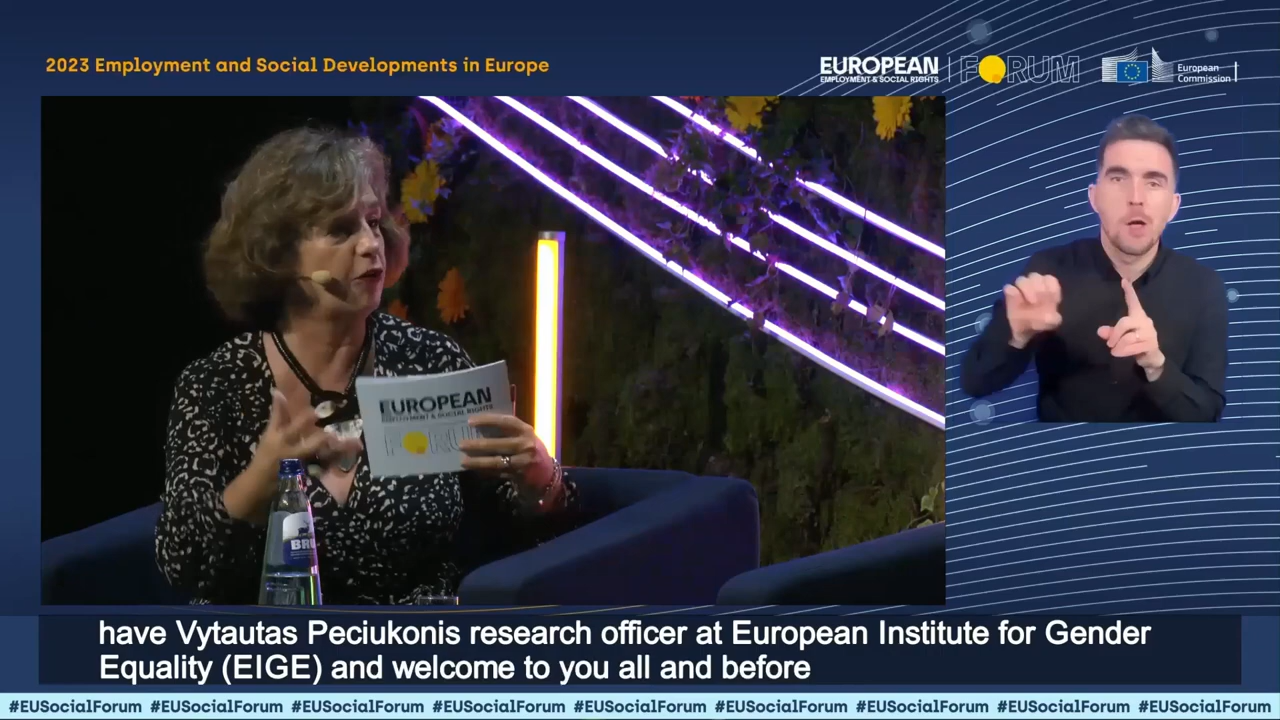 2023 Employment and Social Developments in Europe
EUROPEAN
EMPLOYMENT & SOCIAL RIGHTS
FORUM
European
Commission
EUROPEAN
EMPLOYMENT & SOCIAL RIGHTS
FORUM
BRU
have Vytautas Peciukonis research officer at European Institute for Gender
Equality (EIGE) and welcome to you all and before
#EUSocialForum #EUSocialForum #EUSocialForum #EUSocialForum #EUSocialForum #EUSocialForum #EUSocialForum #EUSocialForum #EUSocialForum